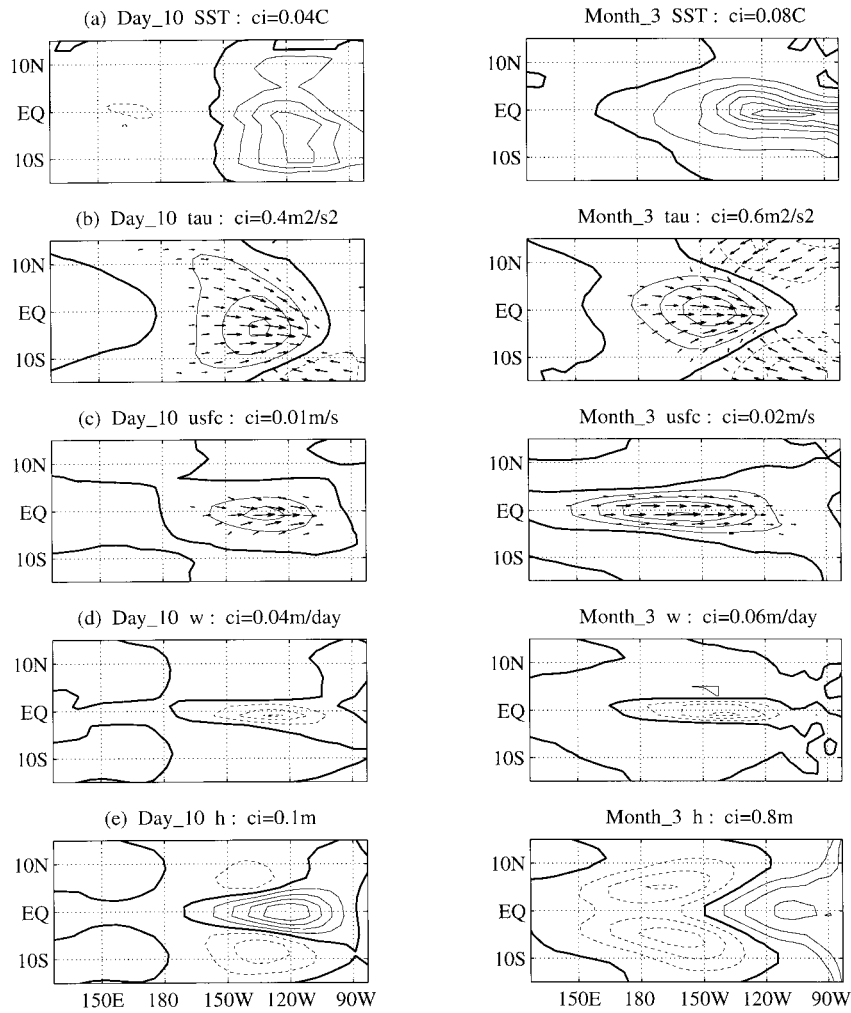 (a) Day_10 SST : ci=0.04C
Month_3 SST : ci=0.08C
10N
EQ
10S
10N
EQ
10S
(b) Day_10 tau : ci=0.4m2/s2
Month_3 tau : ci=0.6m2/s2
10N
EQ
10S
10N
EQ
10S
(c) Day_10 usfc : ci=0.01m/s
Month_3 usfc : ci=0.02m/s
10N
EQ
10S
10N
EQ
10S
(d) Day_10 w : ci=0.04m/day
Month_3 w : ci=0.06m/day
10N
EQ
10S
10N
EQ
10S
(e) Day_10 h : ci=0.1m
Month_3 h : ci=0.8m
10N
EQ
10S
10N
EQ
10S
150E 180 150W 120W 90W
150E 180 150W 120W 90W